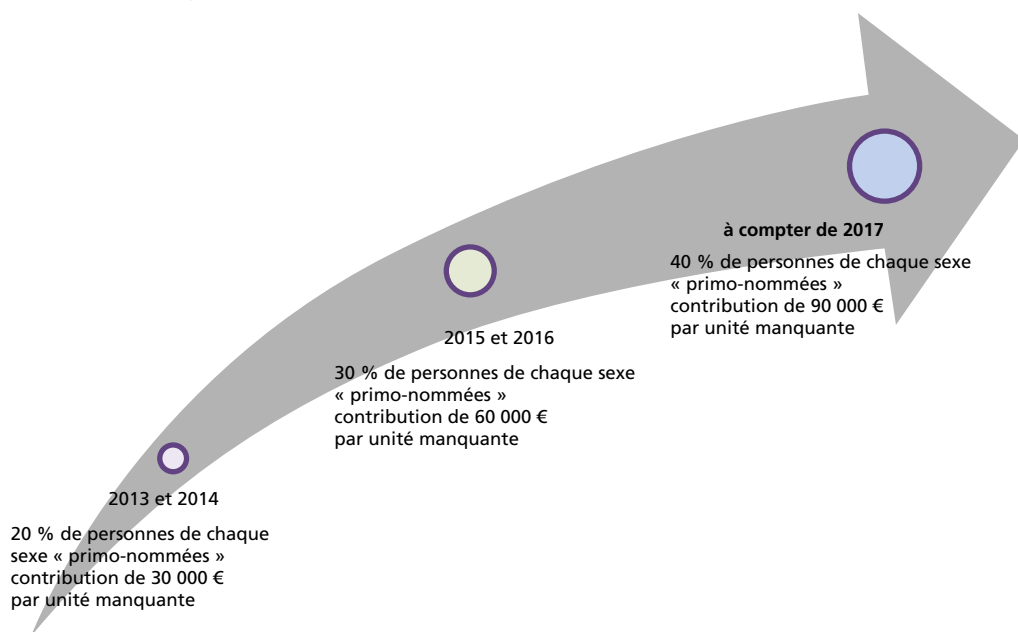 à compter de 2017
40 % de personnes de chaque sexe
« primo-nommées »
contribution de 90 000 €
par unité manquante
2015 et 2016
30 % de personnes de chaque sexe
« primo-nommées »
contribution de 60 000 €
par unité manquante
2013 et 2014
20 % de personnes de chaque
sexe « primo-nommées »
contribution de 30 000 €
par unité manquante